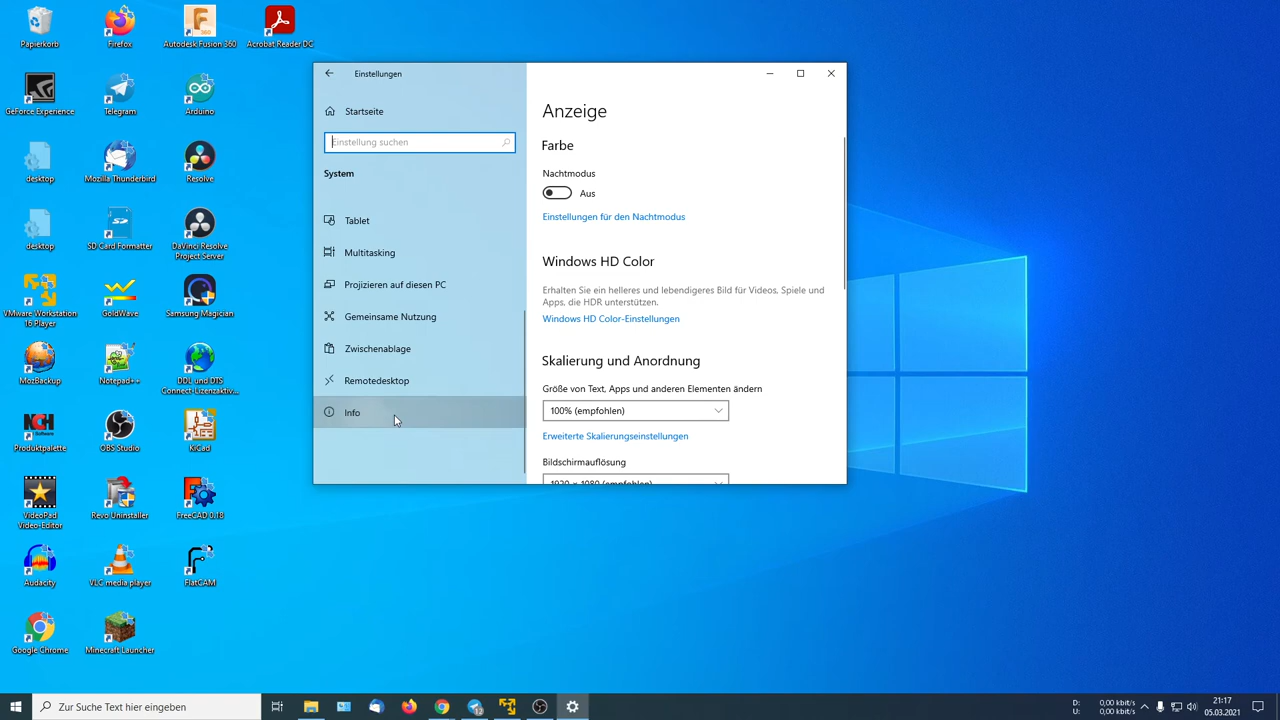 Papierkorb
Firefox
Autodesk Fusion 360
Acrobat Reader DC
GeForce Experience
Telegram
Arduino
desktop
Mozilla Thunderbird
Resolve
desktop
SD Card Formatter
DaVinci Resolve
Project Server
VMware Workstation
16 Player
GoldWave
Samsung Magician
MozBackup
Notepad++
DDL und DTS
Connect-Lizenzaktiv...
Produktpalette
OBS Studio
KiCad
VideoPad
Video-Editor
Revo Uninstaller
FreeCAD 0.18
Audacity
VLC media player
FlatCAM
Google Chrome
Minecraft Launcher
Einstellungen
Startseite
Einstellung suchen
System
Tablet
Multitasking
Projizieren auf diesen PC
Gemeinsame Nutzung
Zwischenablage
Remotedesktop
Info
Anzeige
Farbe
Nachtmodus
Aus
Einstellungen für den Nachtmodus
Windows HD Color
Erhalten Sie ein helleres und lebendigeres Bild für Videos, Spiele und
Apps, die HDR unterstützen.
Windows HD Color-Einstellungen
Skalierung und Anordnung
Größe von Text, Apps und anderen Elementen ändern
100% (empfohlen)
Erweiterte Skalierungseinstellungen
Bildschirmauflösung
1920 × 1080 (empfohlen)
Zur Suche Text hier eingeben
D: 0,00 kbit/s
U: 0,00 kbit/s
21:17
05.03.2021